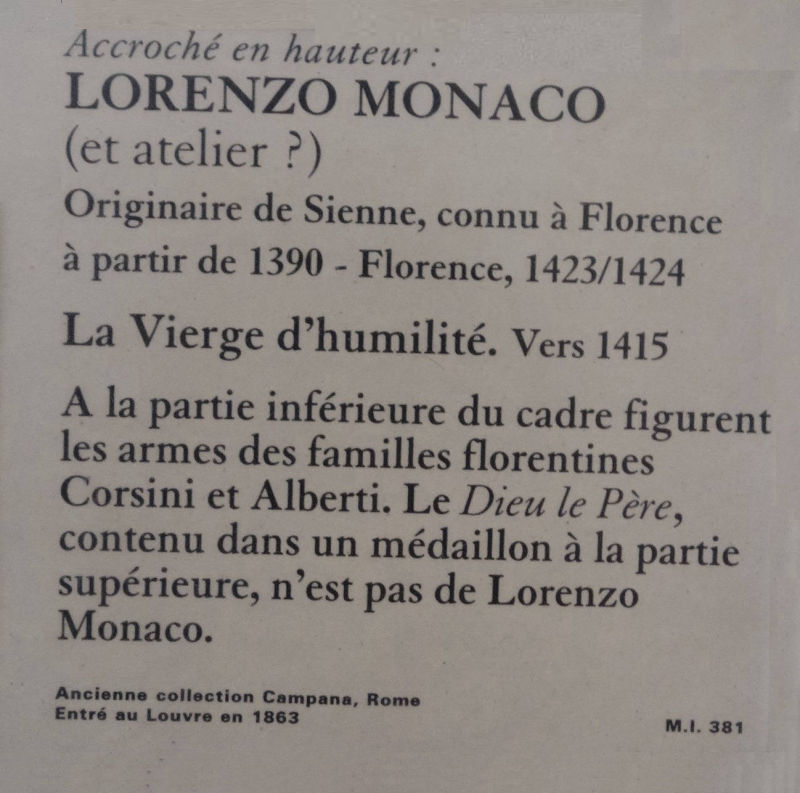 Accroché en hauteur :
LORENZO MONACO
(et atelier ?)
Originaire de Sienne, connu à Florence
à partir de 1390 - Florence, 1423/1424
La Vierge d'humilité. Vers 1415
A la partie inférieure du cadre figurent
les armes des familles florentines
Corsini et Alberti. Le Dieu le Père,
contenu dans un médaillon à la partie
supérieure, n'est pas de Lorenzo
Monaco.
Ancienne collection Campana, Rome
Entré au Louvre en 1863
M.I. 381